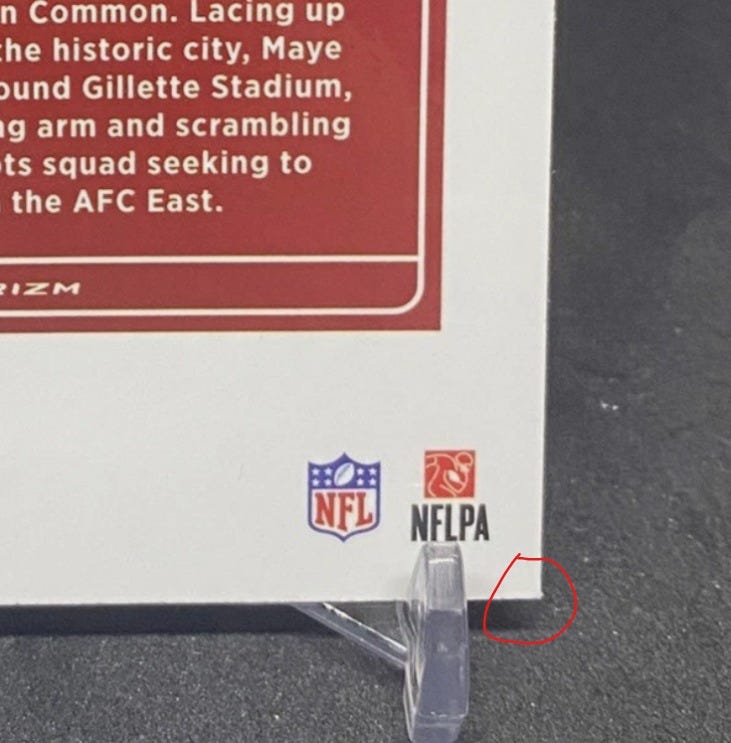 n Common. Lacing up
the historic city, Maye
ound Gillette Stadium,
ng arm and scrambling
ts squad seeking to
the AFC East.
RIZM
NFL
NFLPA